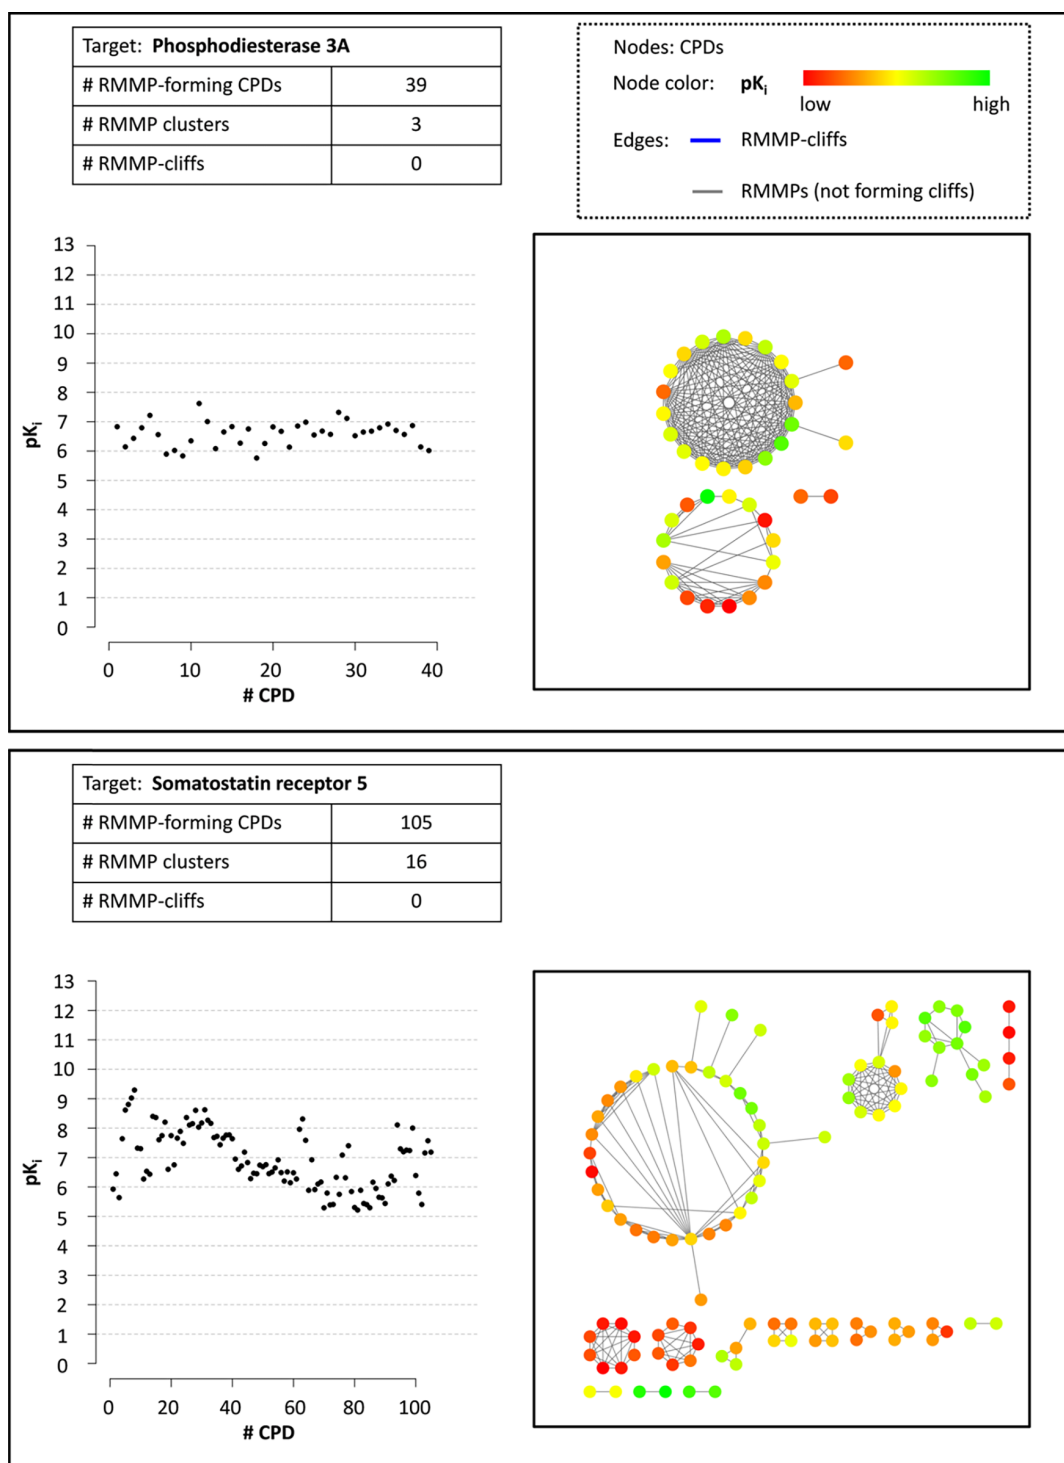 Target: Phosphodiesterase 3A
# RMMP-forming CPDs 39
# RMMP clusters 3
# RMMP-cliffs 0
Nodes: CPDs
Node color: pKi
low high
Edges: RMMP-cliffs
RMMPs (not forming cliffs)
13
12
11
10
9
8
7
6
5
4
3
2
1
0
pKi
0 10 20 30 40
# CPD
Target: Somatostatin receptor 5
# RMMP-forming CPDs 105
# RMMP clusters 16
# RMMP-cliffs 0
13
12
11
10
9
8
7
6
5
4
3
2
1
0
pKi
0 20 40 60 80 100
# CPD